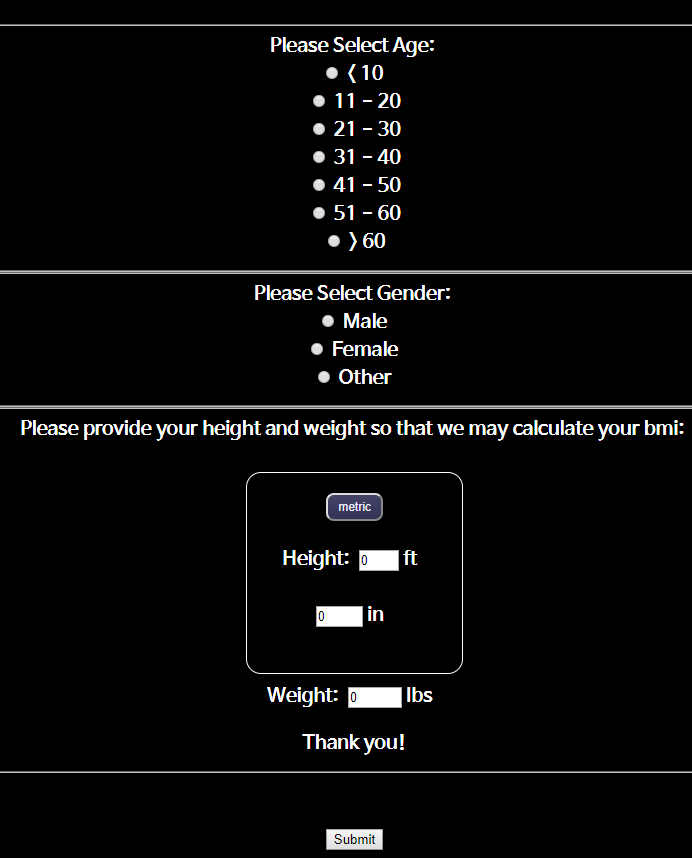 Please Select Age:
〈 10
11 - 20
21 - 30
31 - 40
41 - 50
51 - 60
〉 60
Please Select Gender:
Male
Female
Other
Please provide your height and weight so that we may calculate your bmi:
metric
Height: 0 ft
0 in
Weight: 0 lbs
Thank you!
Submit